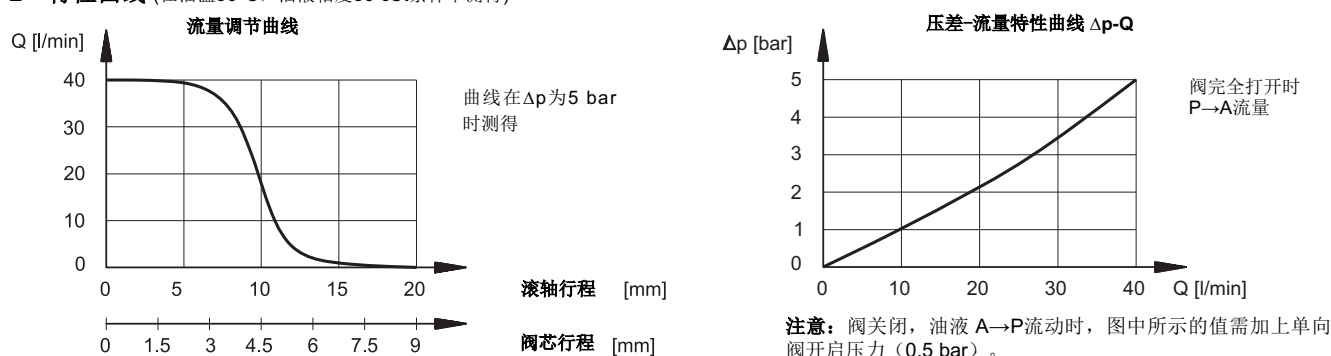 流量调节曲线
Q [l/min]
40
30
20
10
0
0 5 10 15 20
滚轴行程 [mm]
0 1.5 3 4.5 6 7.5 9
阀芯行程 [mm]
曲线在Δp为5 bar
时测得
压差–流量特性曲线 Δp-Q
Δp [bar]
5
4
3
2
1
0
0 10 20 30 40 Q [l/min]
阀完全打开时
P→A流量
注意：阀关闭，油液 A→P流动时，图中所示的值需加上单向
阀开启压力（0.5 bar）。